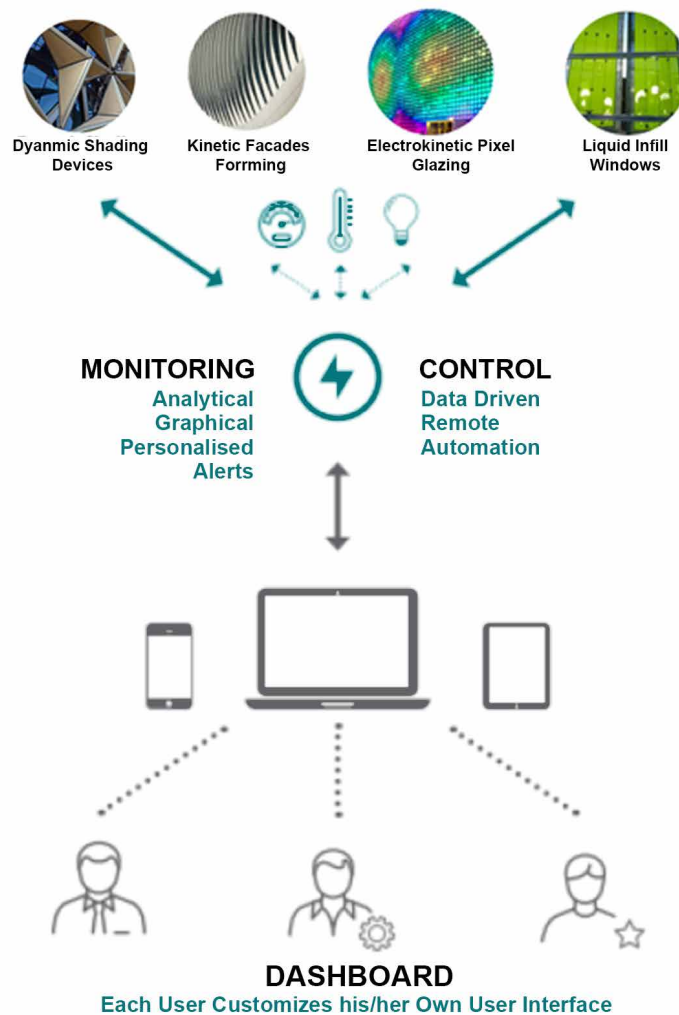 Dyanmic Shading
Devices
Kinetic Facades
Forrming
Electrokinetic Pixel
Glazing
Liquid Infill
Windows
MONITORING
Analytical
Graphical
Personalised
Alerts
CONTROL
Data Driven
Remote
Automation
DASHBOARD
Each User Customizes his/her Own User Interface